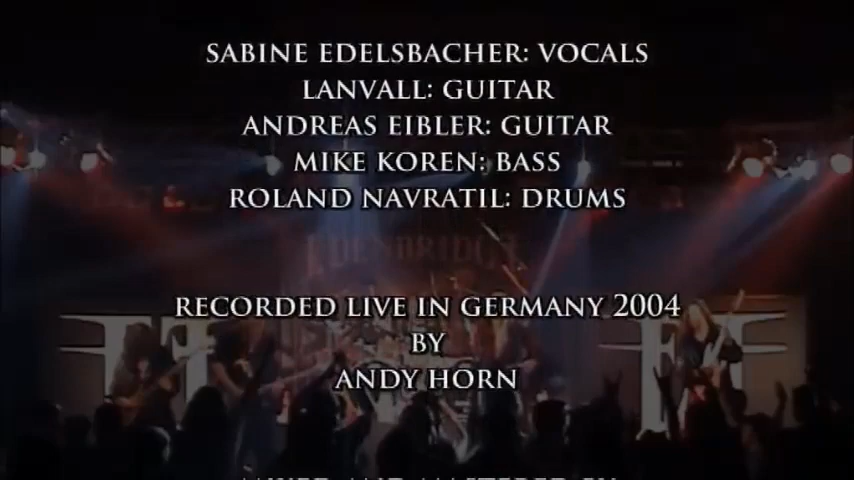 SABINE EDELSBACHER: VOCALS
LANVALL: GUITAR
ANDREAS EIBLER: GUITAR
MIKE KOREN: BASS
ROLAND NAVRATIL: DRUMS
EDENBRIDGE
RECORDED LIVE IN GERMANY 2004
BY
ANDY HORN